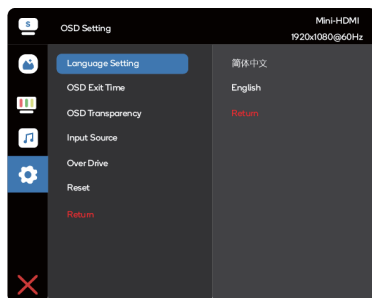 S
OSD Setting
Mini-HDMI
1920x1080@60Hz
Language Setting
OSD Exit Time
OSD Transparency
Input Source
Over Drive
Reset
Return
简体中文
English
Return